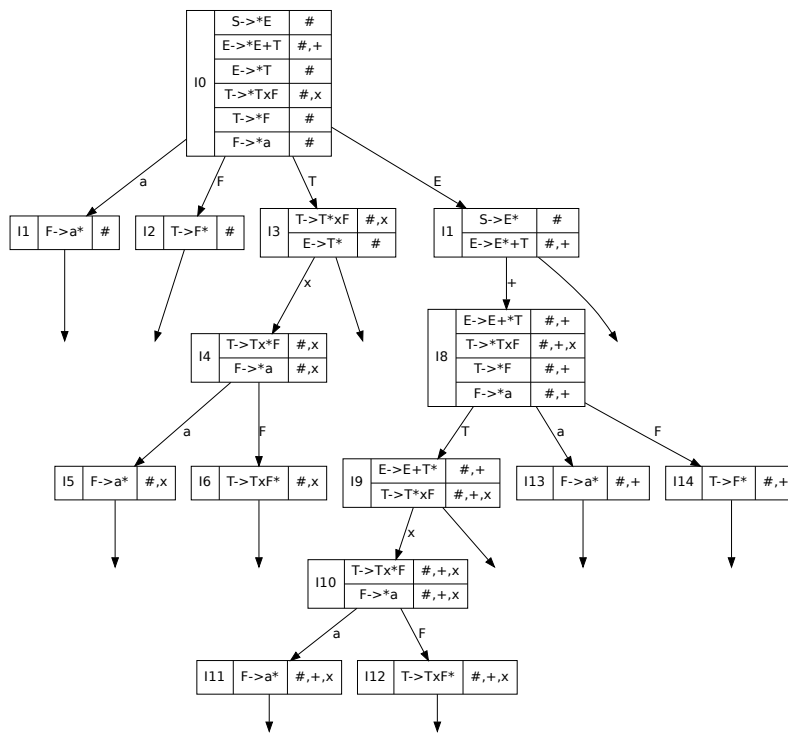 I0
S->*E #
E->*E+T #,+
E->*T #
T->*TxF #,x
T->*F #
F->*a #
a
F
T
E
I1 F->a* #
I2 T->F* #
I3
T->T*xF #,x
E->T* #
I1
S->E* #
E->E*+T #,+
x
+
I4
T->Tx*F #,x
F->*a #,x
I8
E->E+*T #,+
T->*TxF #,+,x
T->*F #,+
F->*a #,+
a
F
T
a
F
I5 F->a* #,x
I6 T->TxF* #,x
I9
E->E+T* #,+
T->T*xF #,+,x
I13 F->a* #,+
I14 T->F* #,+
x
I10
T->Tx*F #,+,x
F->*a #,+,x
a
F
I11 F->a* #,+,x
I12 T->TxF* #,+,x